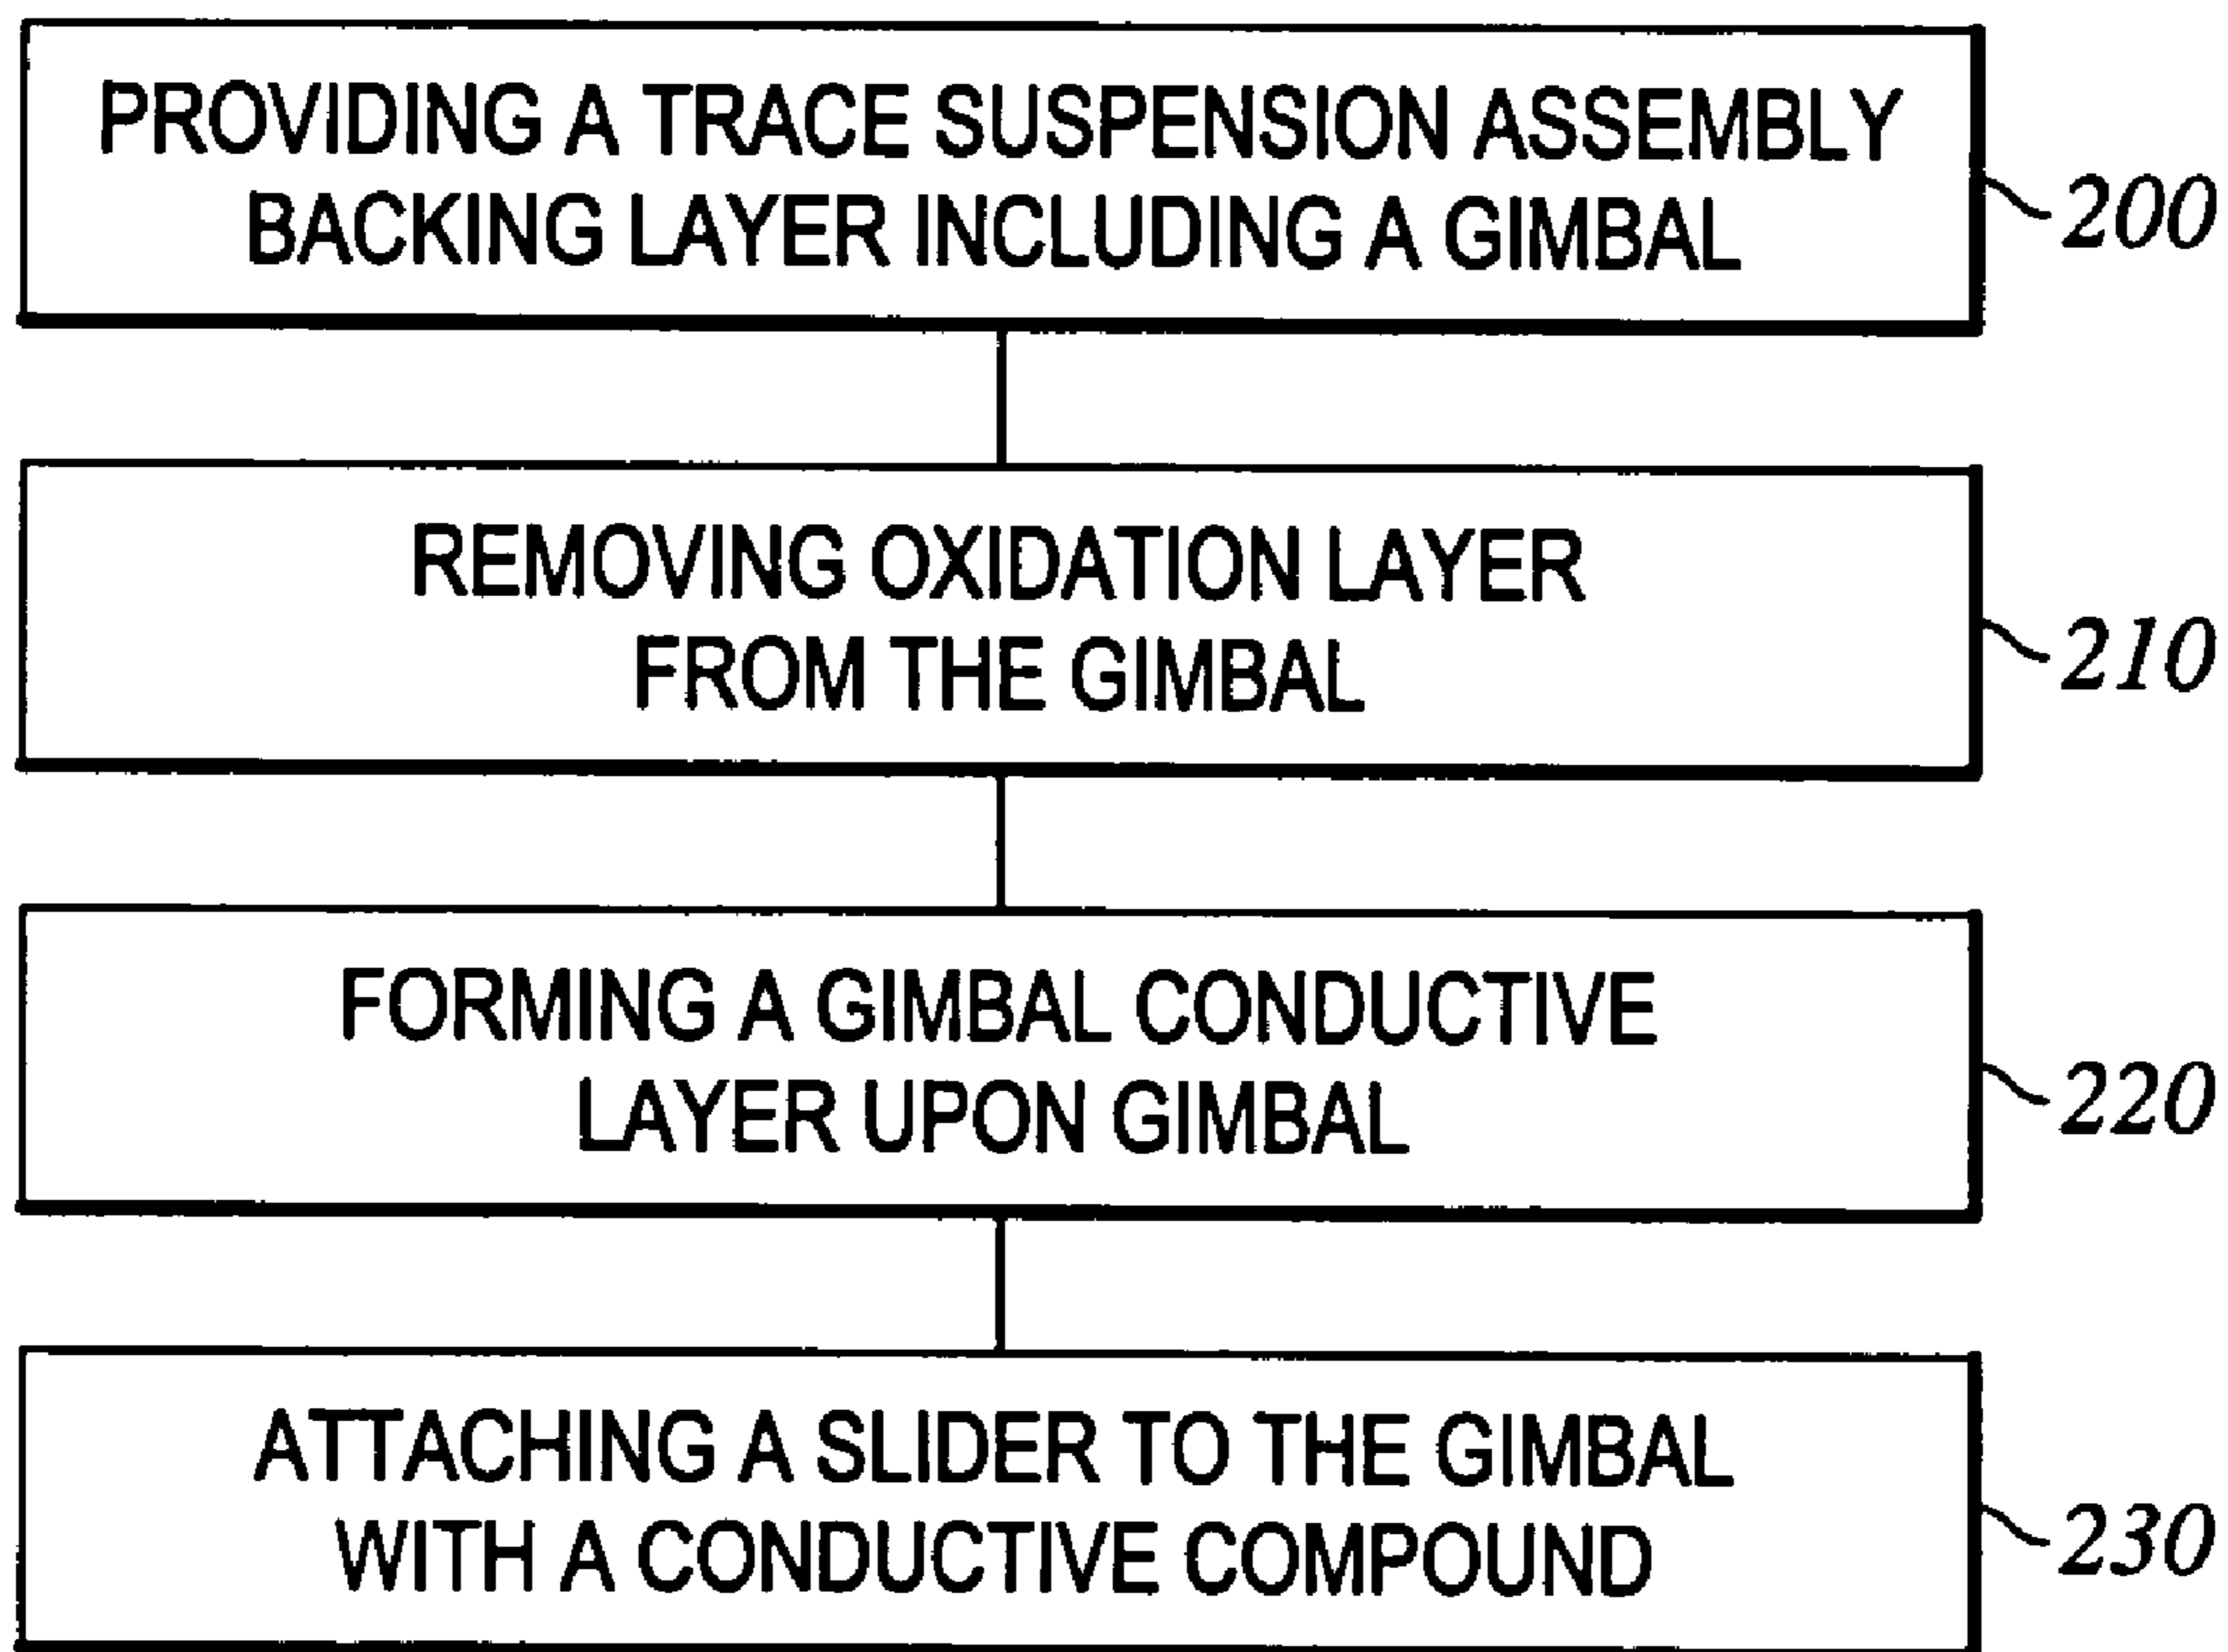 PROVIDING A TRACE SUSPENSION ASSEMBLY
BACKING LAYER INCLUDING A GIMBAL
200
REMOVING OXIDATION LAYER
FROM THE GIMBAL
210
FORMING A GIMBAL CONDUCTIVE
LAYER UPON GIMBAL
220
ATTACHING A SLIDER TO THE GIMBAL
WITH A CONDUCTIVE COMPOUND
230